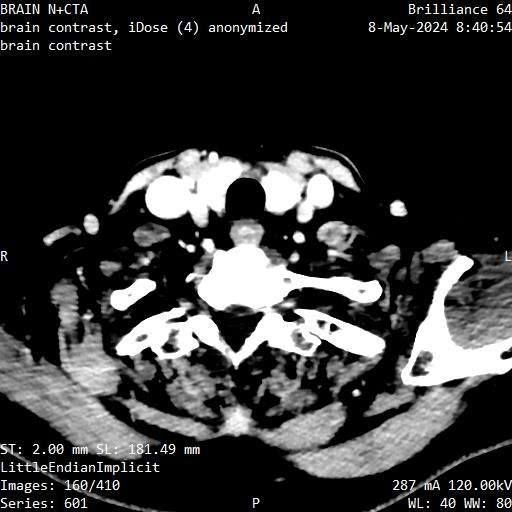 BRAIN N+CTA
A
Brilliance 64
brain contrast, iDose (4) anonymized
8-May-2024 8:40:54
brain contrast
R
L
ST: 2.00 mm SL: 181.49 mm
LittleEndianImplicit
Images: 160/410
287 mA 120.00kV
Series: 601
P
WL: 40 WW: 80